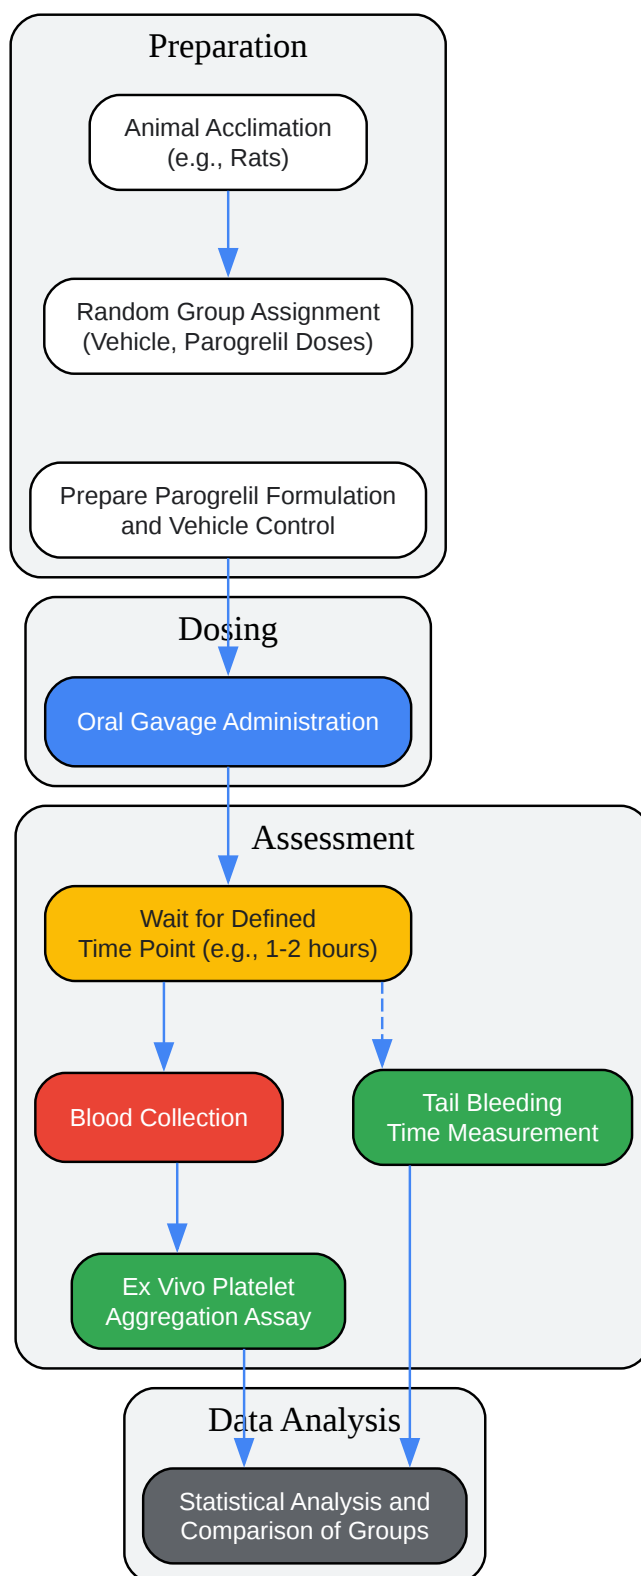 Preparation
Animal Acclimation
(e.g., Rats)
Random Group Assignment
(Vehicle, Parogrelil Doses)
Prepare Parogrelil Formulation
and Vehicle Control
Dosing
Oral Gavage Administration
Assessment
Wait for Defined
Time Point (e.g., 1-2 hours)
Blood Collection
Tail Bleeding
Time Measurement
Ex Vivo Platelet
Aggregation Assay
Data Analysis
Statistical Analysis and
Comparison of Groups